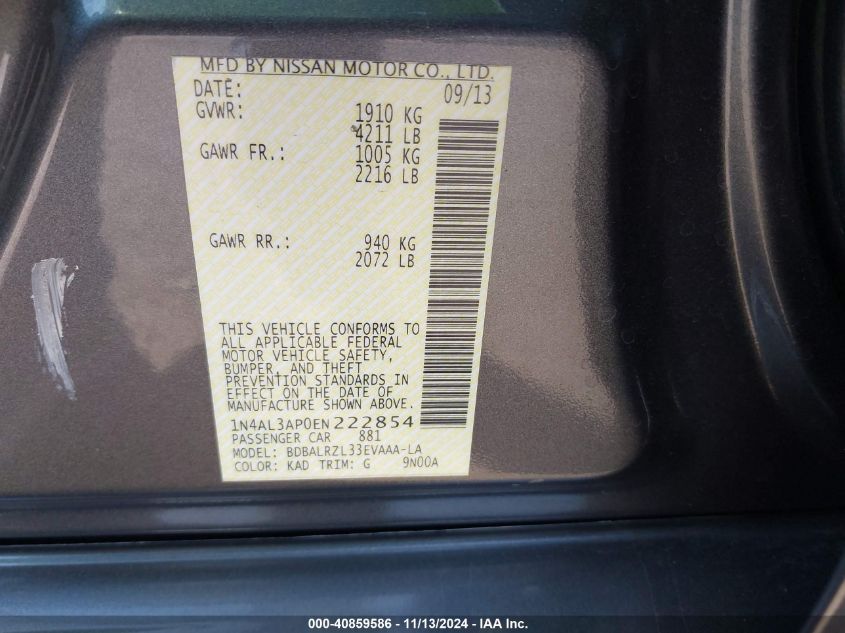 MFD BY NISSAN MOTOR CO., LTD.
DATE: 09/13
GVWR: 1910 KG
4211 LB
GAWR FR.: 1005 KG
2216 LB
GAWR RR.: 940 KG
2072 LB
THIS VEHICLE CONFORMS TO
ALL APPLICABLE FEDERAL
MOTOR VEHICLE SAFETY,
BUMPER, AND THEFT
PREVENTION STANDARDS IN
EFFECT ON THE DATE OF
MANUFACTURE SHOWN ABOVE.
1N4AL3AP0EN222854
PASSENGER CAR 881
MODEL: BDBALRZL33EVAAA-LA
COLOR: KAD TRIM: G 9N00A
000-40859586 - 11/13/2024 - IAA Inc.